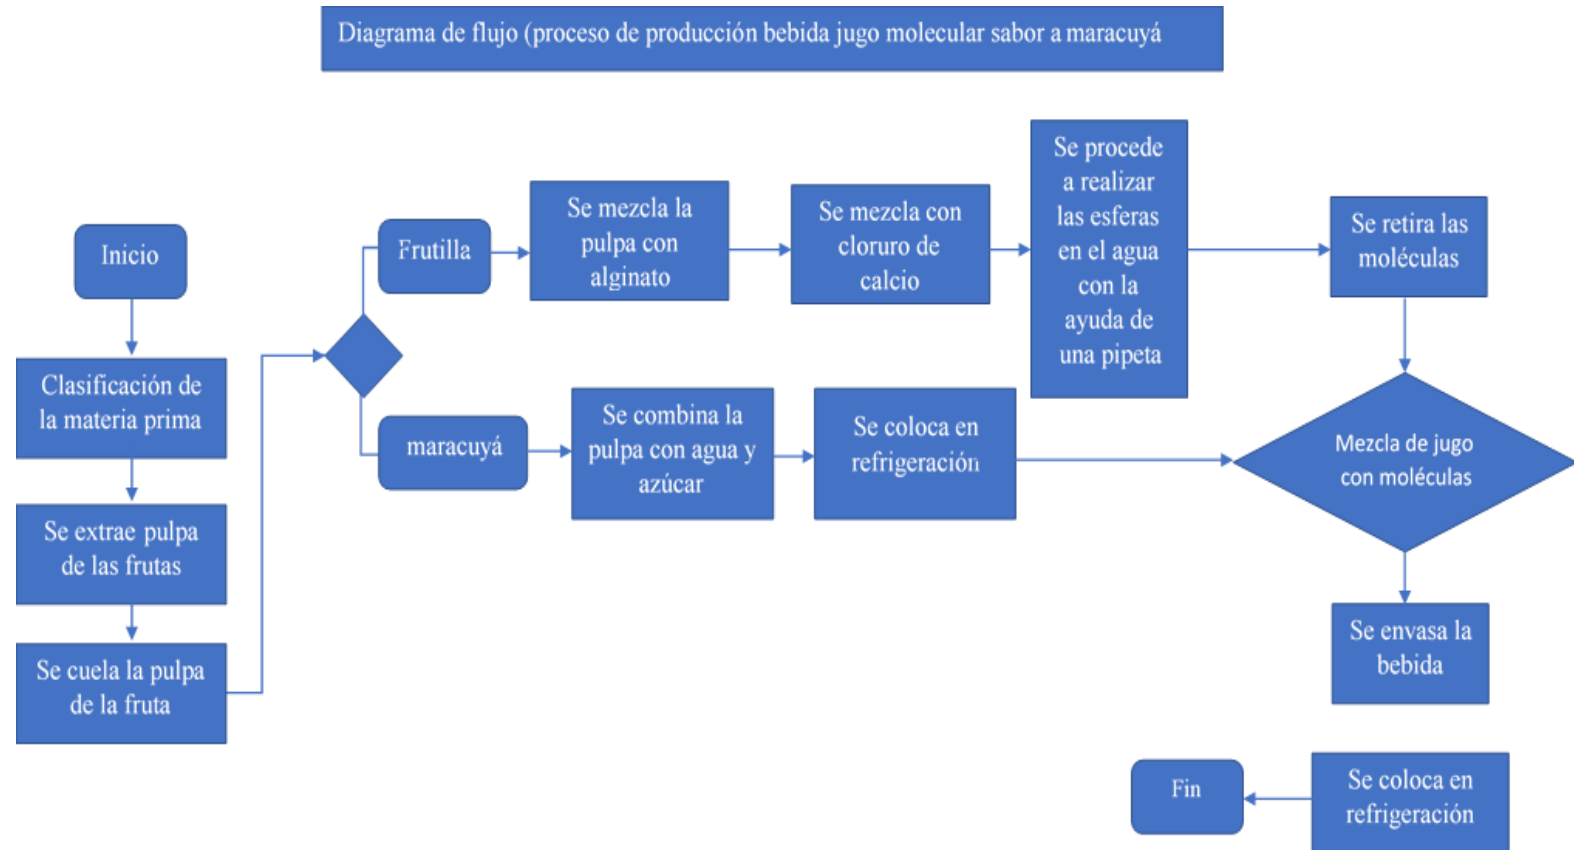 Diagrama de flujo (proceso de producción bebida jugo molecular sabor a maracuyá
Inicio
Clasificación de
la materia prima
Se extrae pulpa
de las frutas
Se cuela la pulpa
de la fruta
Frutilla
Se mezcla la
pulpa con
alginato
Se mezcla con
cloruro de
calcio
Se procede
a realizar
las esferas
en el agua
con la
ayuda de
una pipeta
Se retira las
moléculas
maracuyá
Se combina la
pulpa con agua y
azúcar
Se coloca en
refrigeración
Mezcla de jugo
con moléculas
Se envasa la
bebida
Se coloca en
refrigeración
Fin